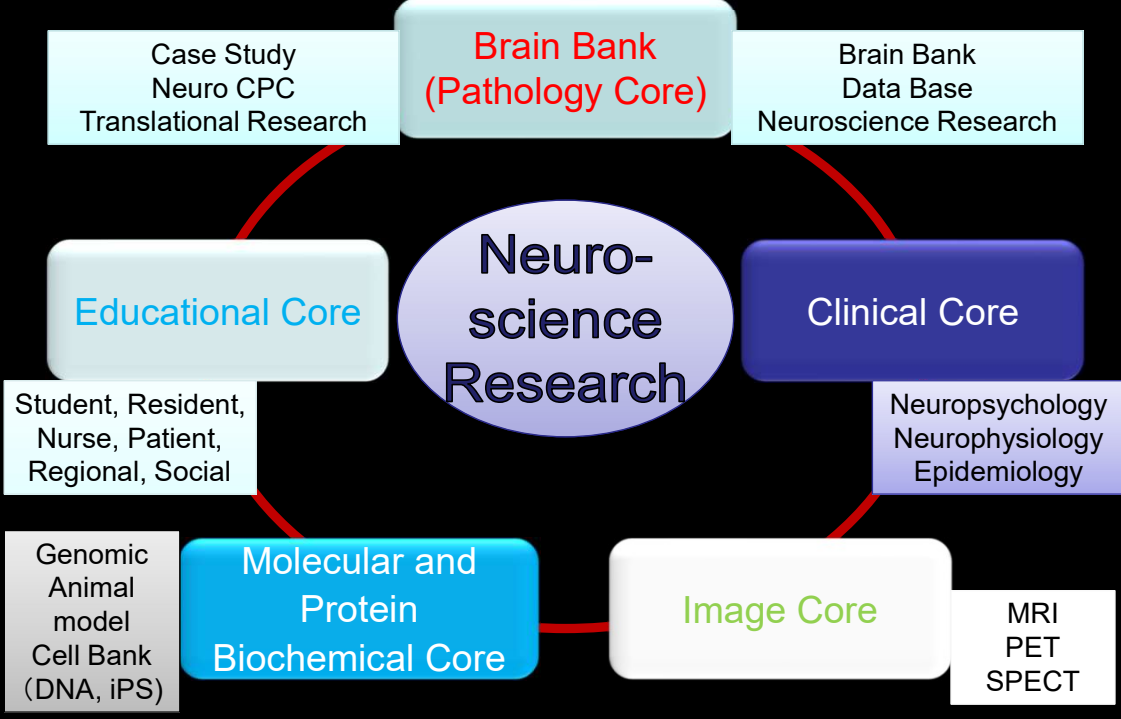 Case Study
Neuro CPC
Translational Research
Brain Bank
(Pathology Core)
Brain Bank
Data Base
Neuroscience Research
Educational Core
Neuro-
science
Research
Clinical Core
Student, Resident,
Nurse, Patient,
Regional, Social
Neuropsychology
Neurophysiology
Epidemiology
Genomic
Animal
model
Cell Bank
（DNA, iPS)
Molecular and
Protein
Biochemical Core
Image Core
MRI
PET
SPECT